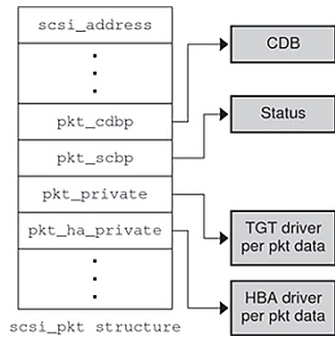 scsi_address
pkt_cdbp
pkt_scbp
pkt_private
pkt_ha_private
scsi_pkt structure
CDB
Status
TGT driver
per pkt data
HBA driver
per pkt data